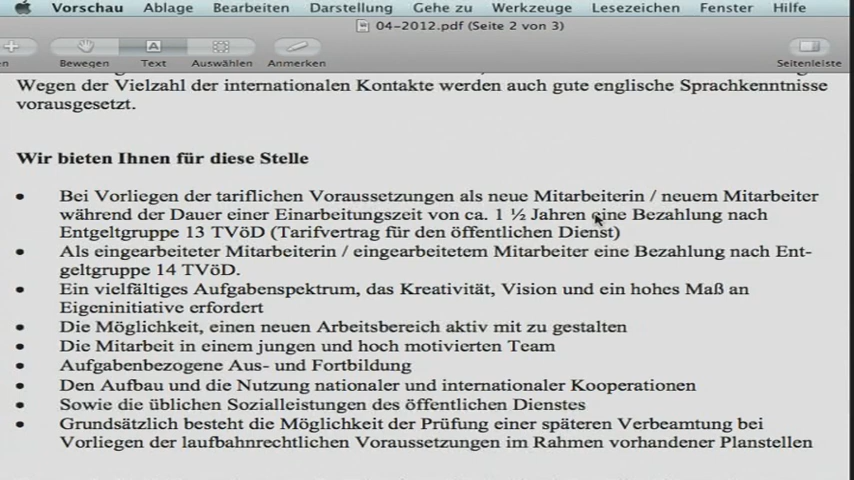 Vorschau Ablage Bearbeiten Darstellung Gehe zu Werkzeuge Lesezeichen Fenster Hilfe
04-2012.pdf (Seite 2 von 3)
Bewegen Text Auswählen Anmerken Seitenleiste
Wegen der Vielzahl der internationalen Kontakte werden auch gute englische Sprachkenntnisse
vorausgesetzt.
Wir bieten Ihnen für diese Stelle
• Bei Vorliegen der tariflichen Voraussetzungen als neue Mitarbeiterin / neuem Mitarbeiter
während der Dauer einer Einarbeitungszeit von ca. 1 ½ Jahren eine Bezahlung nach
Entgeltgruppe 13 TVöD (Tarifvertrag für den öffentlichen Dienst)
• Als eingearbeiteter Mitarbeiterin / eingearbeitetem Mitarbeiter eine Bezahlung nach Ent-
geltgruppe 14 TVöD.
• Ein vielfältiges Aufgabenspektrum, das Kreativität, Vision und ein hohes Maß an
Eigeninitiative erfordert
• Die Möglichkeit, einen neuen Arbeitsbereich aktiv mit zu gestalten
• Die Mitarbeit in einem jungen und hoch motivierten Team
• Aufgabenbezogene Aus- und Fortbildung
• Den Aufbau und die Nutzung nationaler und internationaler Kooperationen
• Sowie die üblichen Sozialleistungen des öffentlichen Dienstes
• Grundsätzlich besteht die Möglichkeit der Prüfung einer späteren Verbeamtung bei
Vorliegen der laufbahnrechtlichen Voraussetzungen im Rahmen vorhandener Planstellen